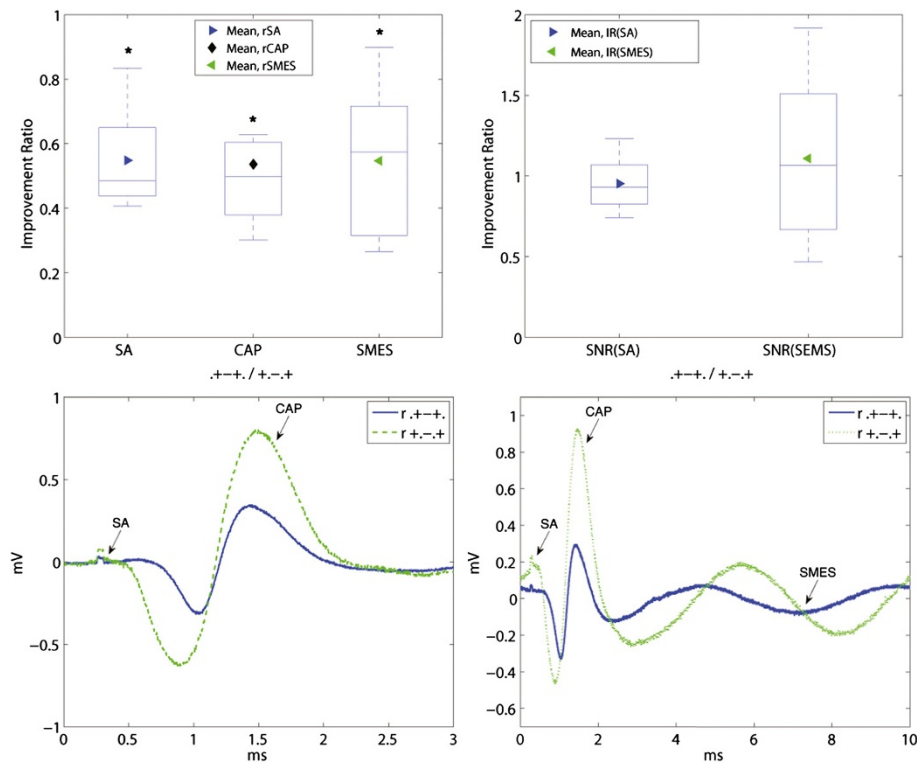 Improvement Ratio
1
0.8
0.6
0.4
0.2
0
Mean, rSA
Mean, rCAP
Mean, rSMES
* * *
SA CAP SMES
.+−+. / +.−.+
Improvement Ratio
2
1.5
1
0.5
0
Mean, IR(SA)
Mean, IR(SMES)
SNR(SA) SNR(SEMS)
.+−+. / +.−.+
mV
1
0.5
0
−0.5
−1
r .+−+.
r +.−.+
CAP
SA
0 0.5 1 1.5 2 2.5 3
ms
mV
1
0.8
0.6
0.4
0.2
0
−0.2
−0.4
−0.6
r .+−+.
r +.−.+
CAP
SA
SMES
0 2 4 6 8 10
ms